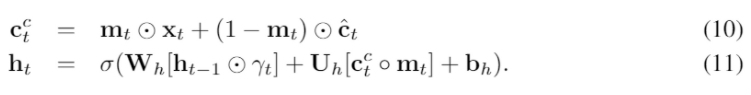 c_t^c = m_t ⊙ x_t + (1 − m_t) ⊙ ĉ_t (10)
h_t = σ(W_h[h_{t−1} ⊙ γ_t] + U_h[c_t^c ∘ m_t] + b_h). (11)